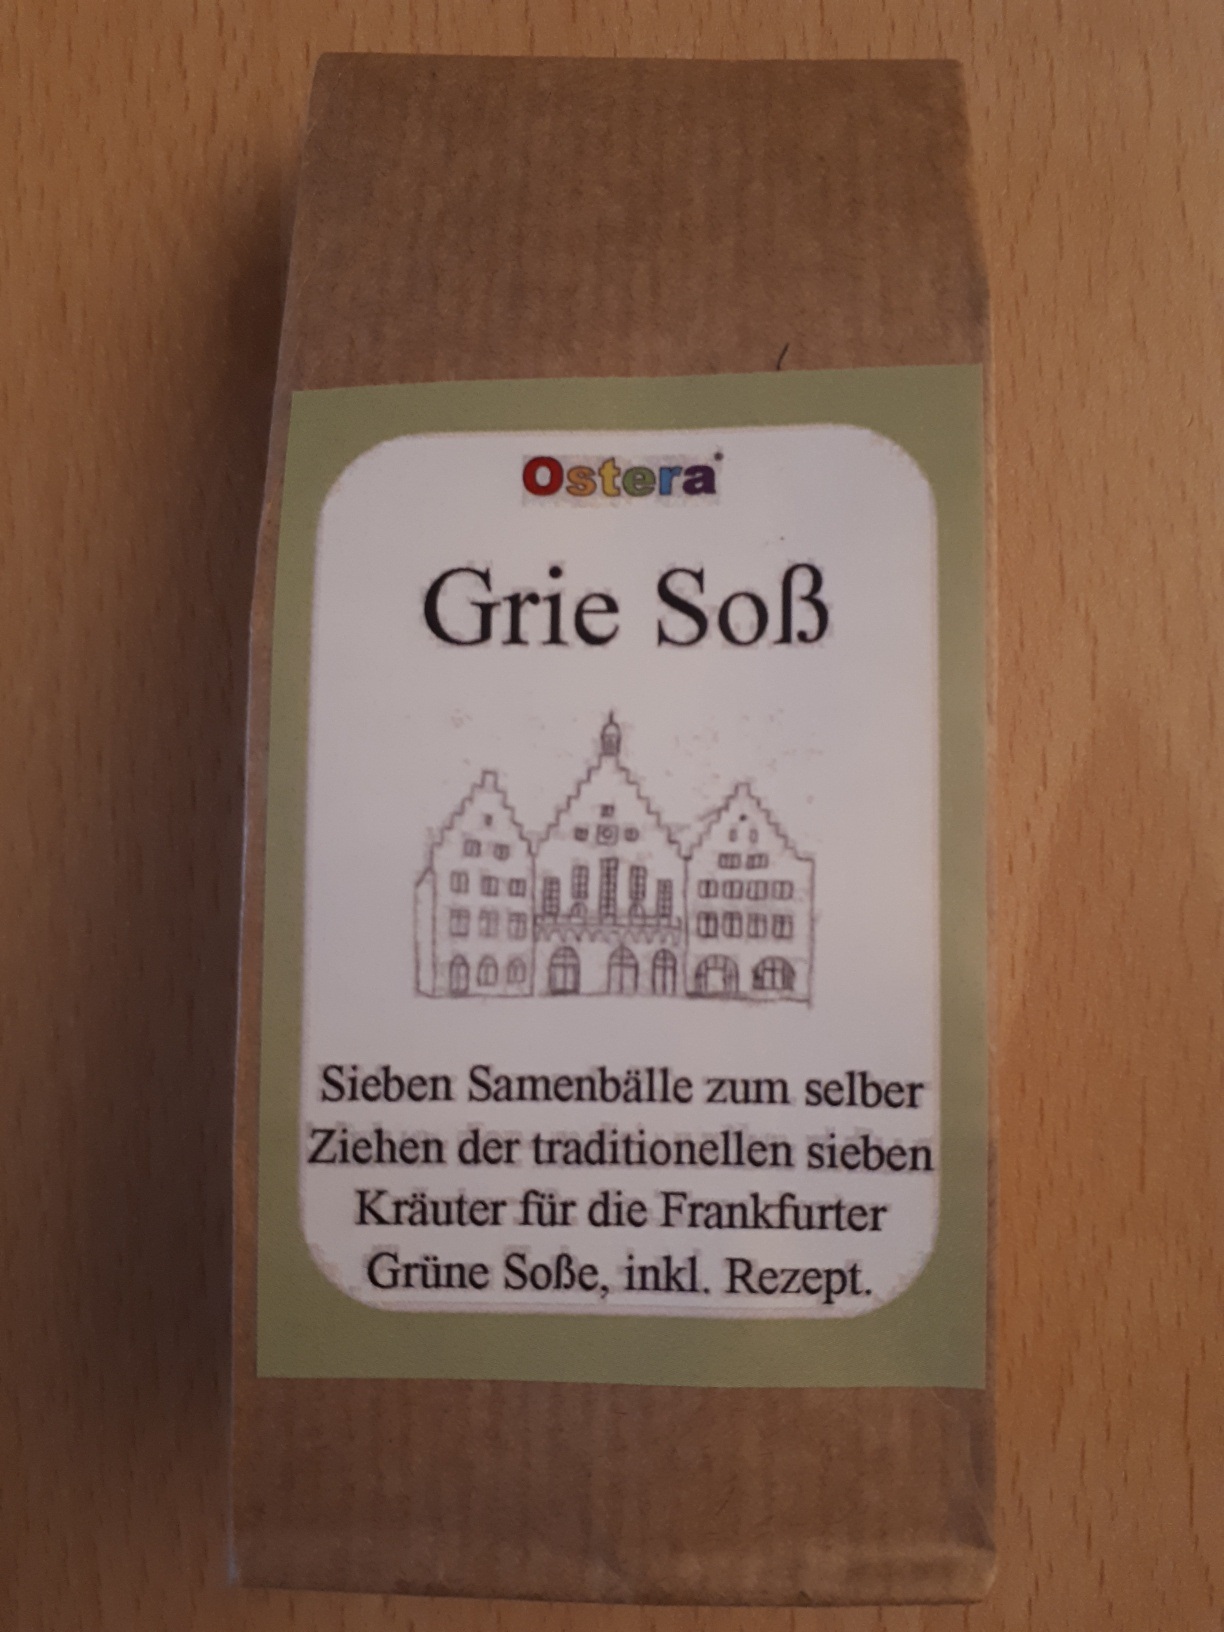 Ostera
Grie Soß
Sieben Samenbälle zum selber
Ziehen der traditionellen sieben
Kräuter für die Frankfurter
Grüne Soße, inkl. Rezept.